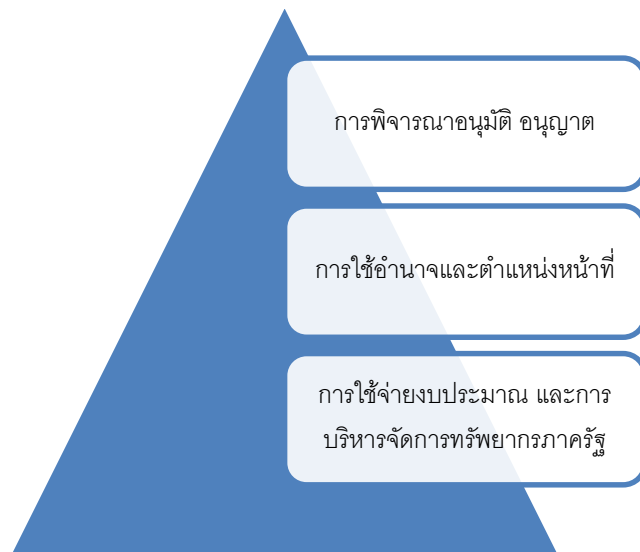 การพิจารณาอนุมัติ อนุญาต
การใช้อำนาจและตำแหน่งหน้าที่
การใช้จ่ายงบประมาณ และการ
บริหารจัดการทรัพยากรภาครัฐ